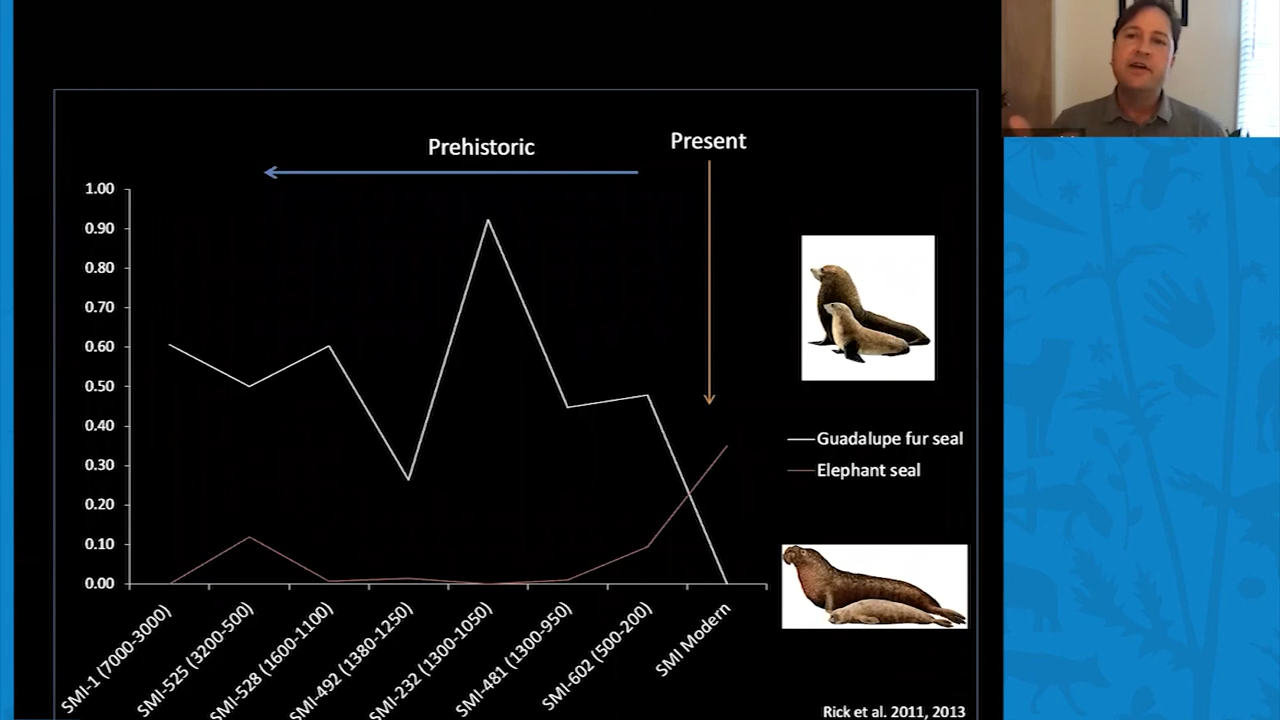 Prehistoric
Present
1.00
0.90
0.80
0.70
0.60
0.50
0.40
0.30
0.20
0.10
0.00
Guadalupe fur seal
Elephant seal
SMI-1 (7000-3000)
SMI-525 (3200-500)
SMI-528 (1600-1100)
SMI-492 (1380-1250)
SMI-232 (1300-1050)
SMI-481 (1300-950)
SMI-602 (5000-200)
SMI Modern
Rick et al. 2011, 2013